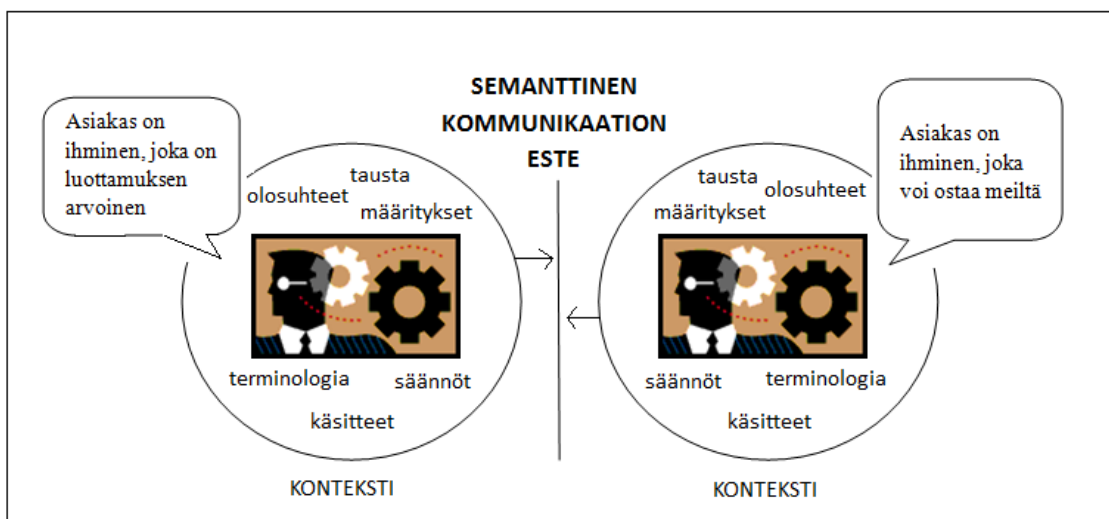 SEMANTTINEN
KOMMUNIKAATION
ESTE
Asiakas on
ihminen, joka on
luottamuksen
arvoinen
tausta
olosuhteet
määritykset
terminologia
säännöt
käsitteet
KONTEKSTI
Asiakas on
ihminen, joka
voi ostaa meiltä
tausta
olosuhteet
määritykset
säännöt
terminologia
käsitteet
KONTEKSTI